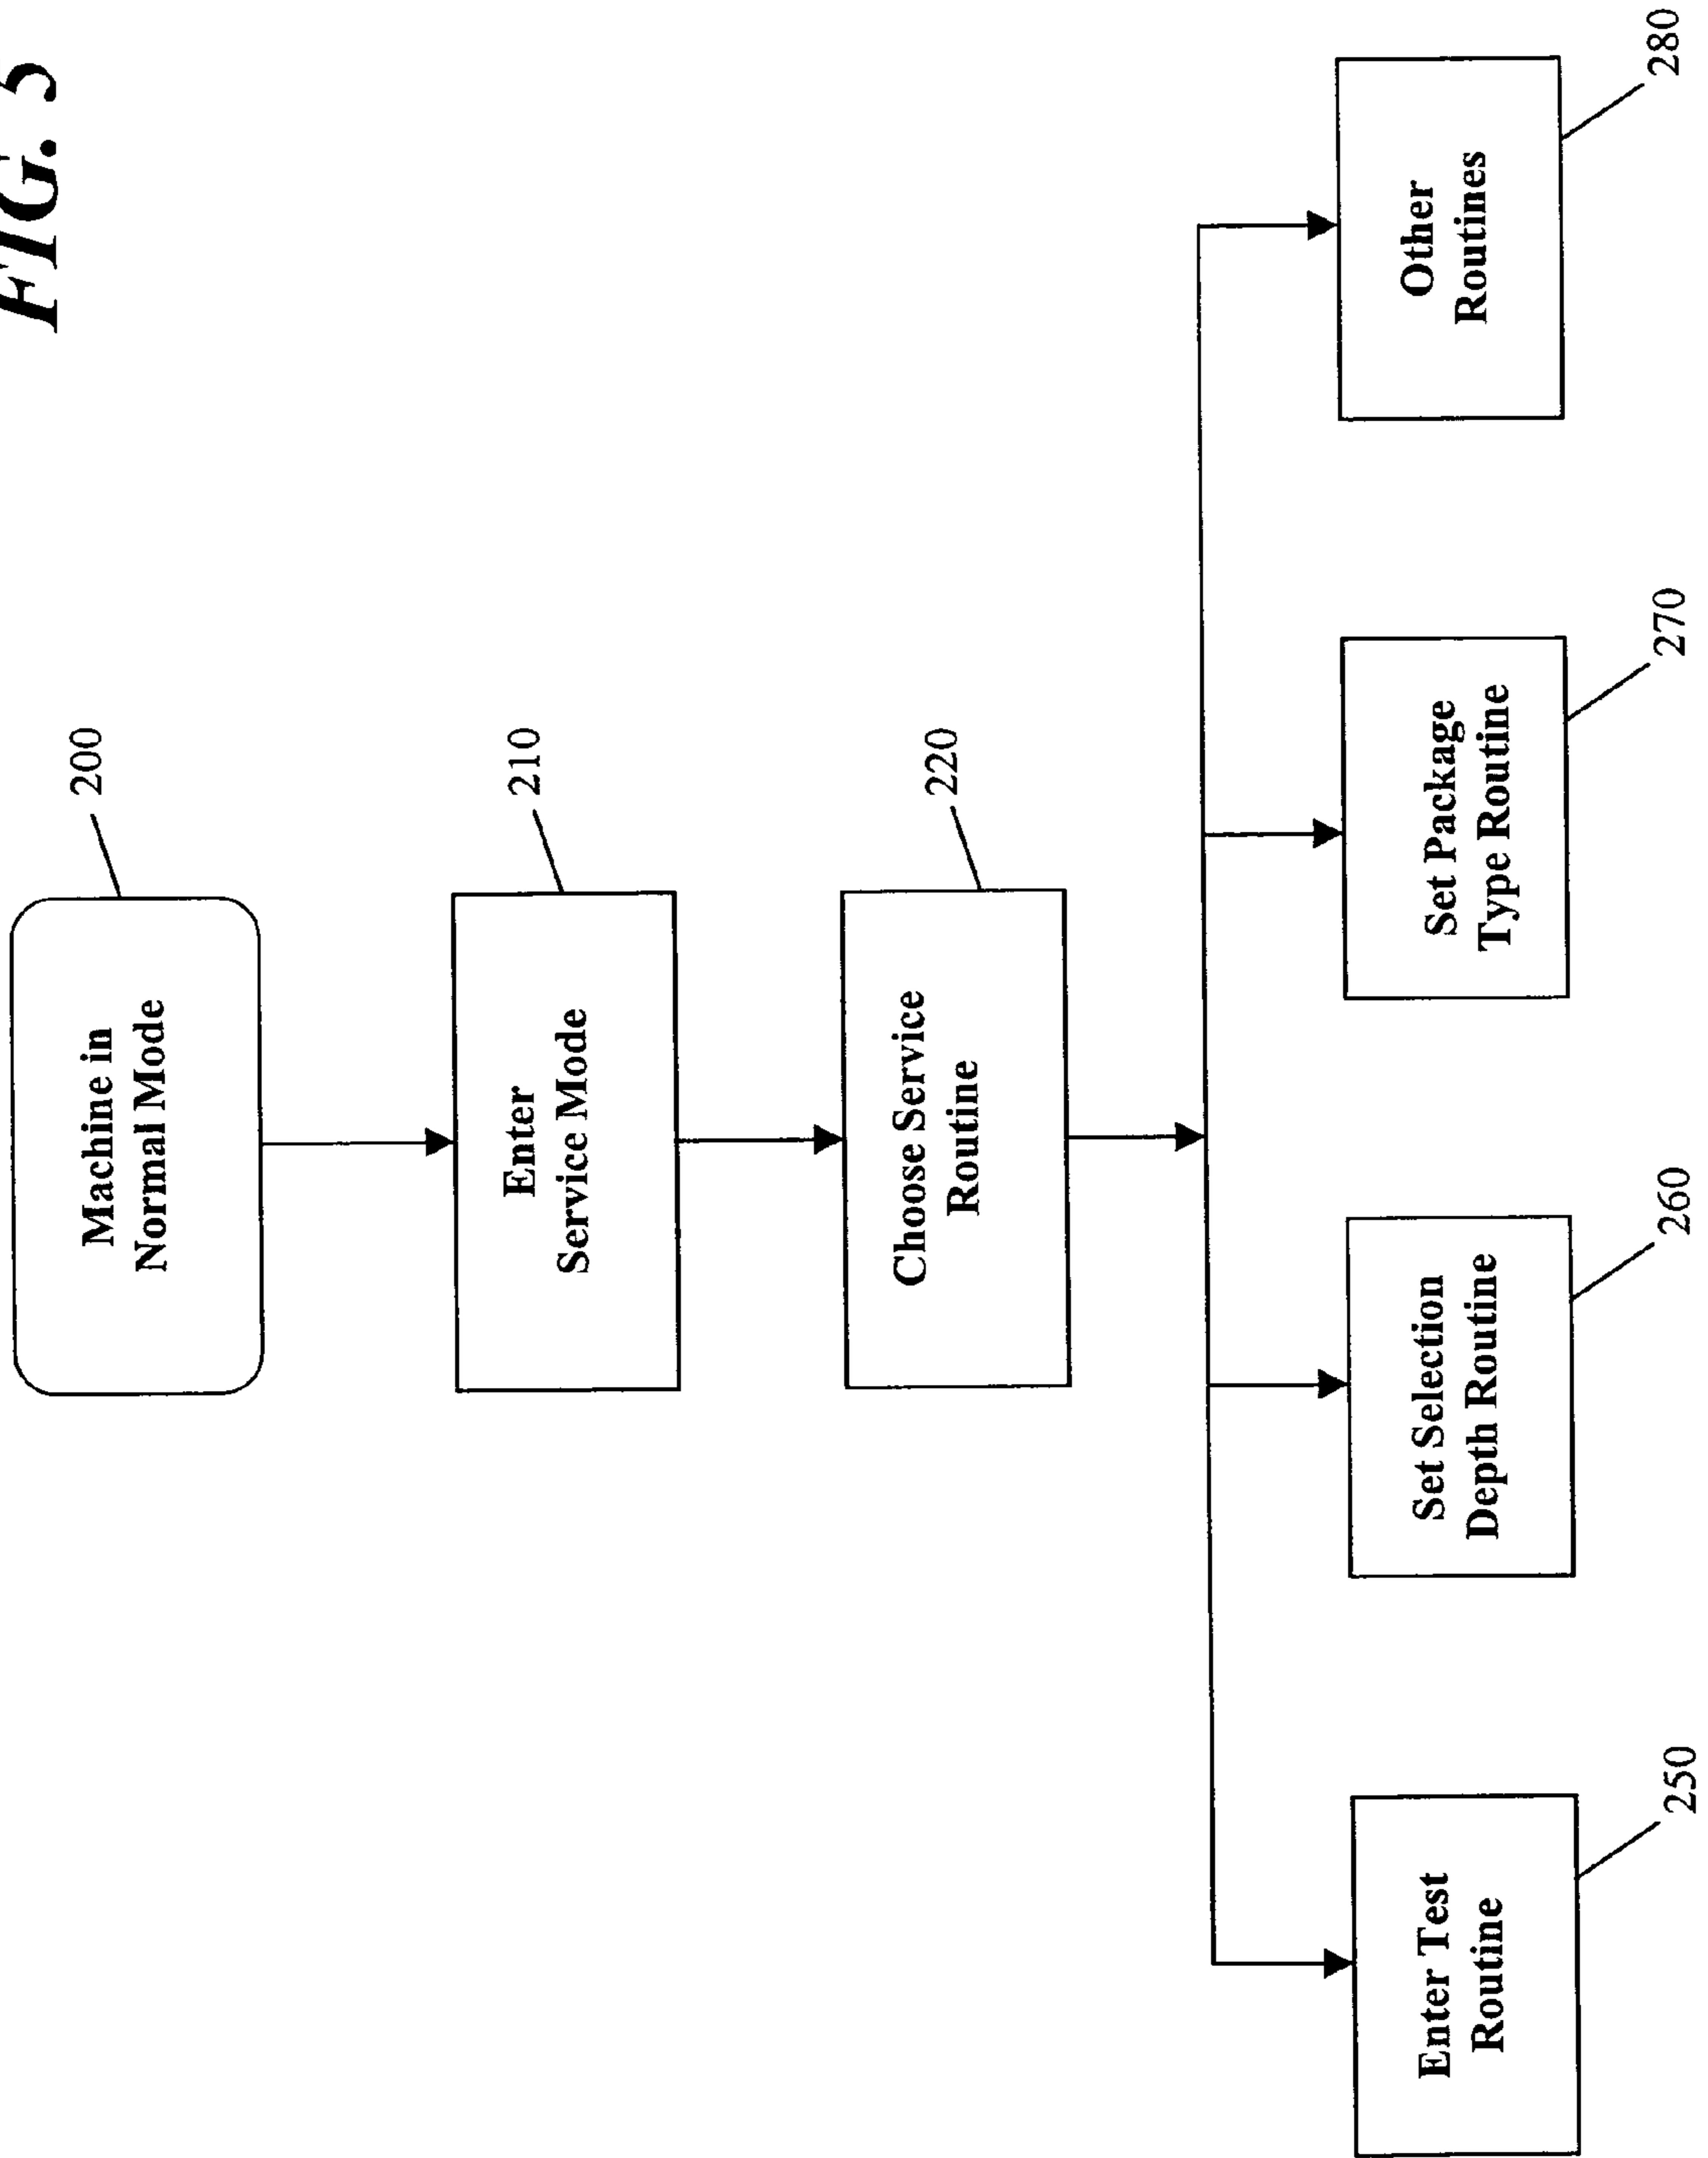 FIG. 5
Machine in
Normal Mode
200
Enter
Service Mode
210
Choose Service
Routine
220
Enter Test
Routine
250
Set Selection
Depth Routine
260
Set Package
Type Routine
270
Other
Routines
280